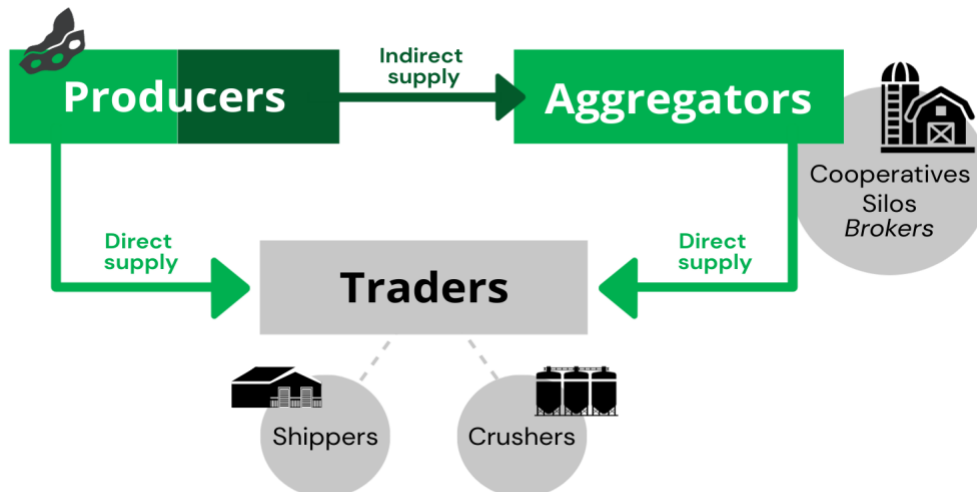 Producers
Indirect
supply
Aggregators
Cooperatives
Silos
Brokers
Direct
supply
Direct
supply
Traders
Shippers
Crushers